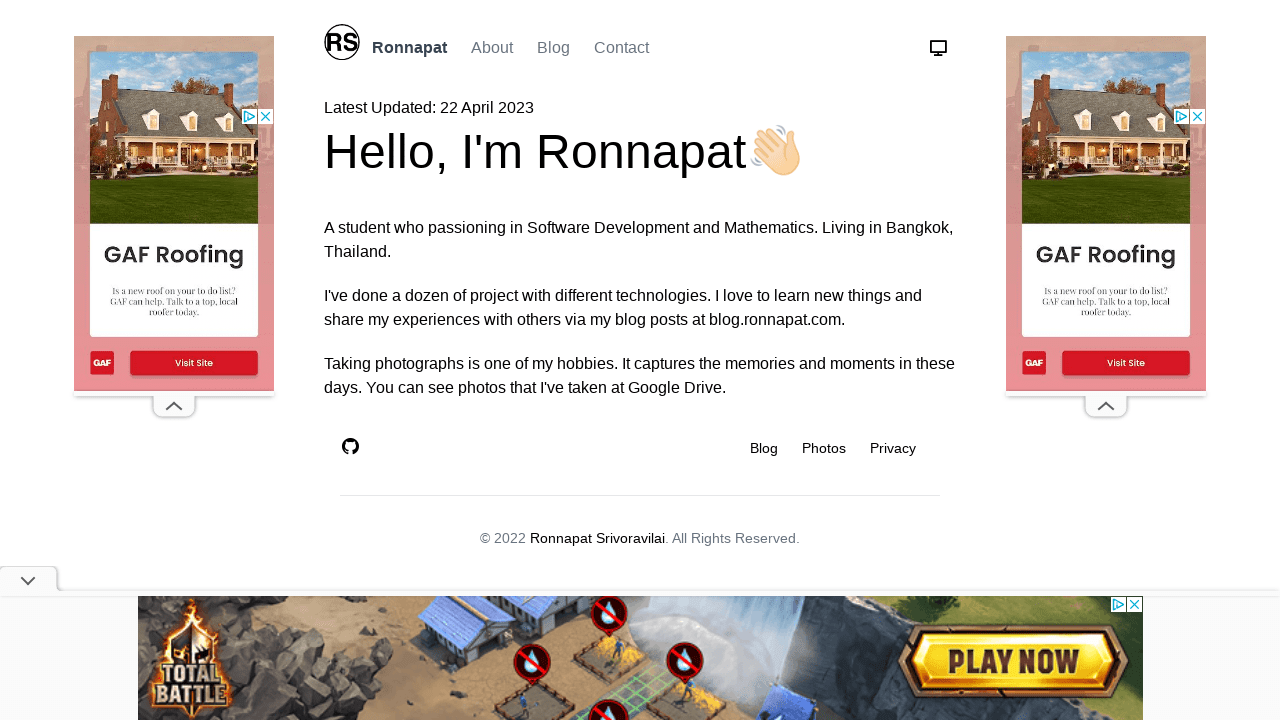 RS
Ronnapat
About
Blog
Contact
Latest Updated: 22 April 2023
Hello, I'm Ronnapat👋🏼
A student who passioning in Software Development and Mathematics. Living in Bangkok,
Thailand.
I've done a dozen of project with different technologies. I love to learn new things and
share my experiences with others via my blog posts at blog.ronnapat.com.
Taking photographs is one of my hobbies. It captures the memories and moments in these
days. You can see photos that I've taken at Google Drive.
Blog
Photos
Privacy
© 2022 Ronnapat Srivoravilai. All Rights Reserved.
GAF Roofing
Is a new roof on your to do list?
GAF can help. Talk to a top, local
roofer today.
GAF
Visit Site
GAF Roofing
Is a new roof on your to do list?
GAF can help. Talk to a top, local
roofer today.
GAF
Visit Site
TOTAL
BATTLE
PLAY NOW